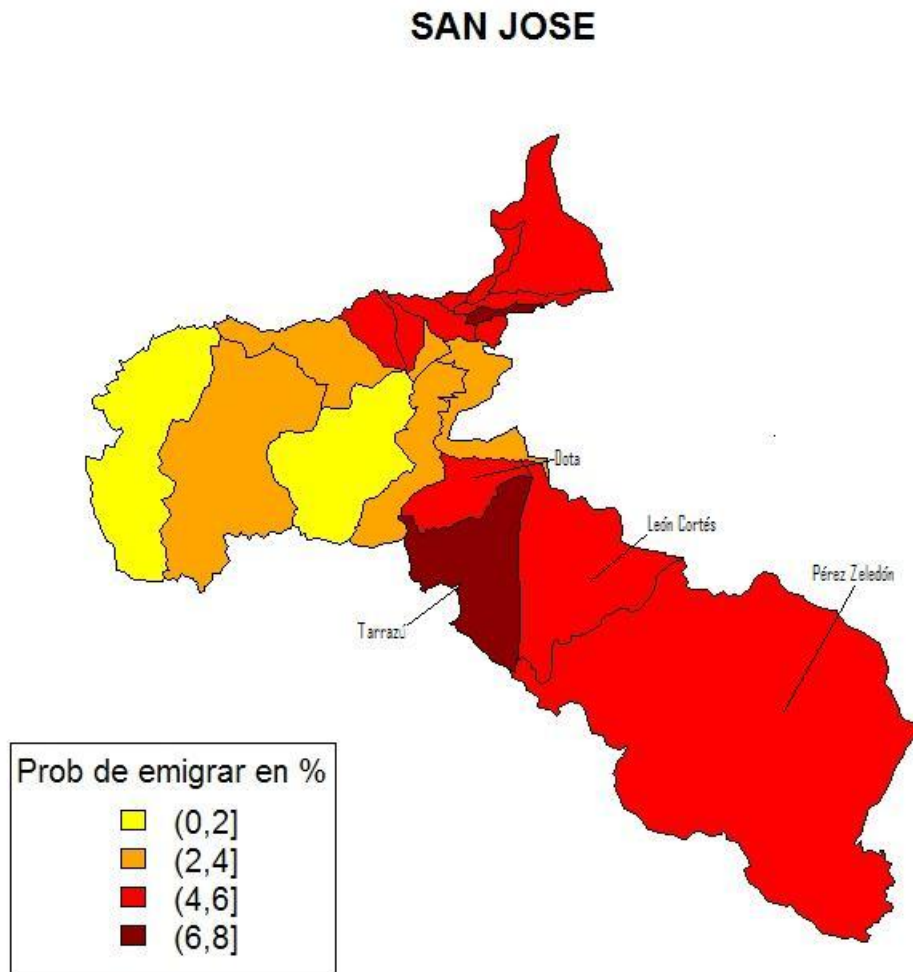 SAN JOSE
Dota
León Cortés
Pérez Zeledón
Tarrazú
Prob de emigrar en %
(0,2]
(2,4]
(4,6]
(6,8]